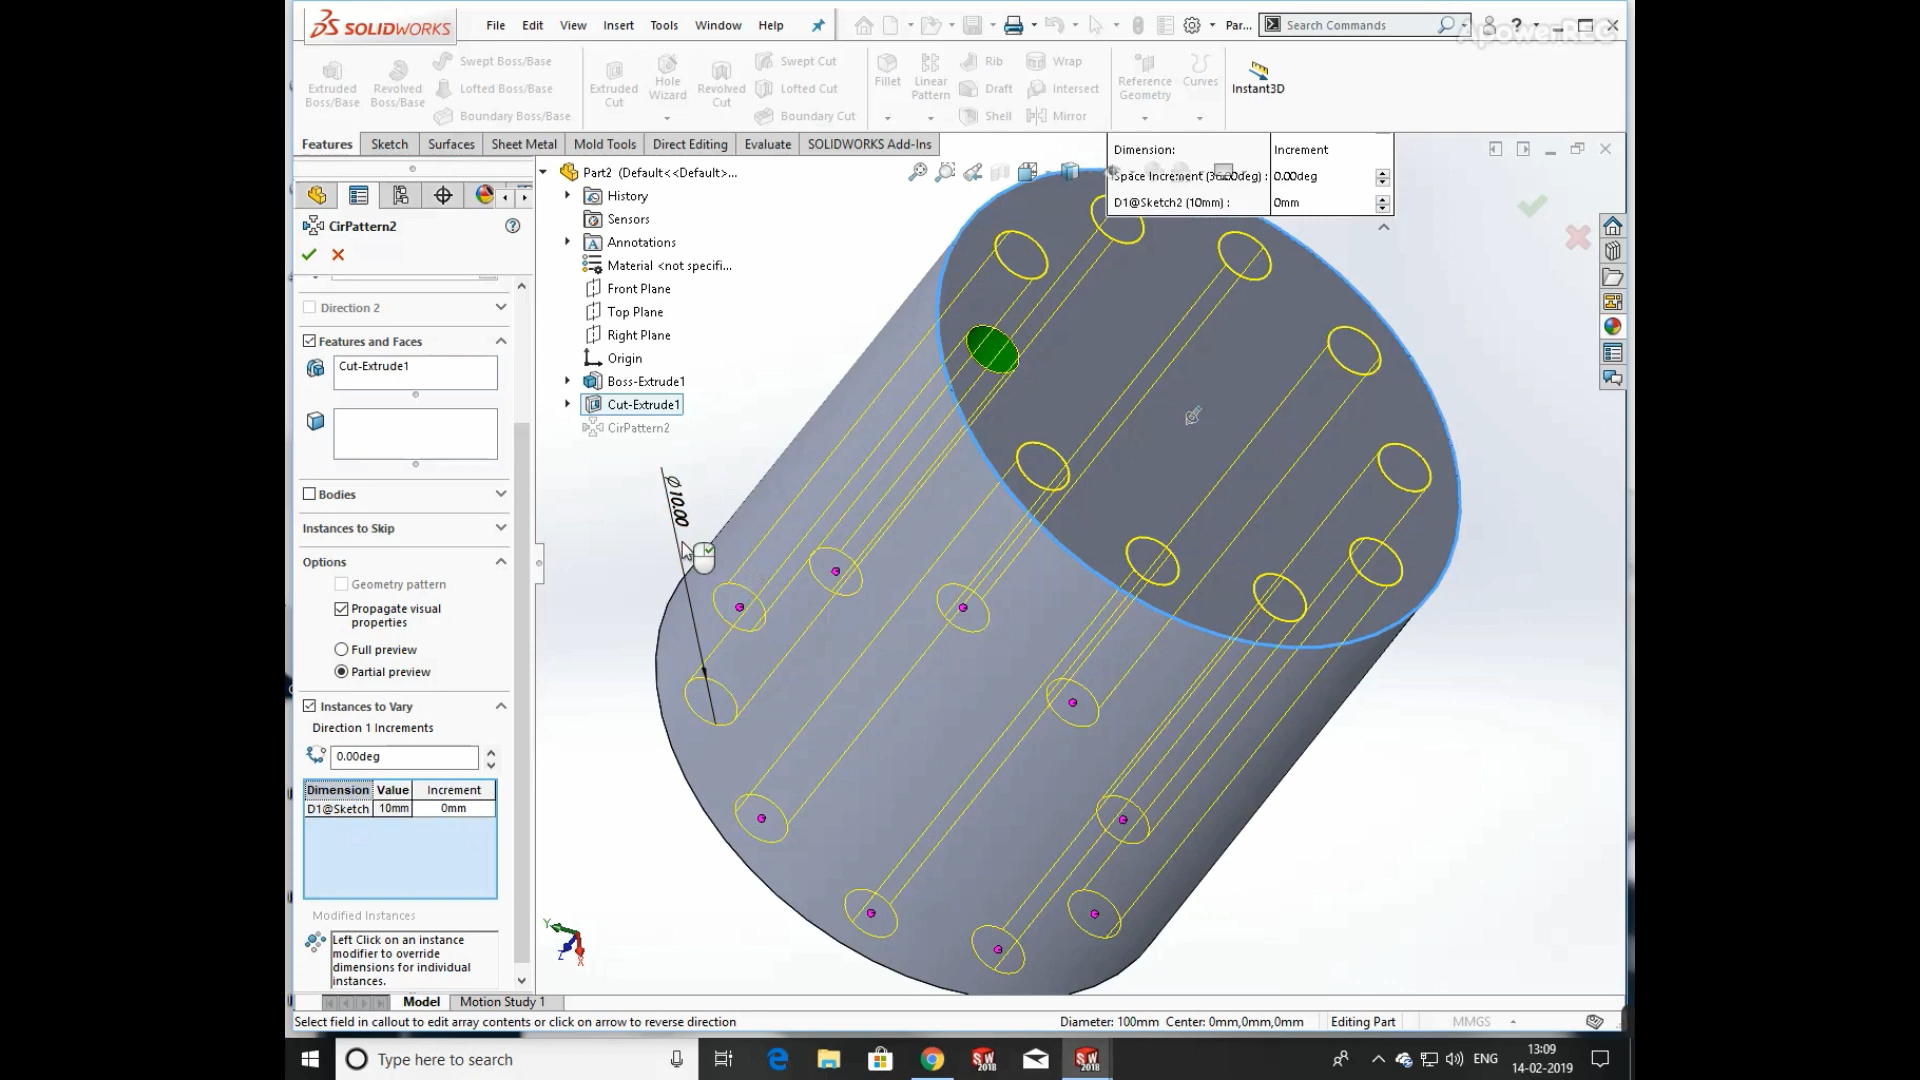 SOLIDWORKS
File Edit View Insert Tools Window Help
Par...
Search Commands
ApowerREC
Extruded Boss/Base
Revolved Boss/Base
Swept Boss/Base
Lofted Boss/Base
Boundary Boss/Base
Extruded Cut
Hole Wizard
Revolved Cut
Swept Cut
Lofted Cut
Boundary Cut
Fillet
Linear Pattern
Rib
Draft
Shell
Wrap
Intersect
Mirror
Reference Geometry
Curves
Instant3D
Features Sketch Surfaces Sheet Metal Mold Tools Direct Editing Evaluate SOLIDWORKS Add-Ins
Dimension: Increment
Space Increment (36.00deg) : 0.00deg
D1@Sketch2 (10mm) : 0mm
CirPattern2
Direction 2
Features and Faces
Cut-Extrude1
Bodies
Instances to Skip
Options
Geometry pattern
Propagate visual
properties
Full preview
Partial preview
Instances to Vary
Direction 1 Increments
0.00deg
Dimension Value Increment
D1@Sketch 10mm 0mm
Modified Instances
Left Click on an instance
modifier to override
dimensions for individual
instances.
Part2 (Default<<Default>...
History
Sensors
Annotations
Material <not specifi...
Front Plane
Top Plane
Right Plane
Origin
Boss-Extrude1
Cut-Extrude1
CirPattern2
Ø10.00
Y
Z
X
Model Motion Study 1
Select field in callout to edit array contents or click on arrow to reverse direction
Diameter: 100mm Center: 0mm,0mm,0mm
Editing Part
MMGS
Type here to search
SW 2018
SW 2018
ENG
13:09
14-02-2019